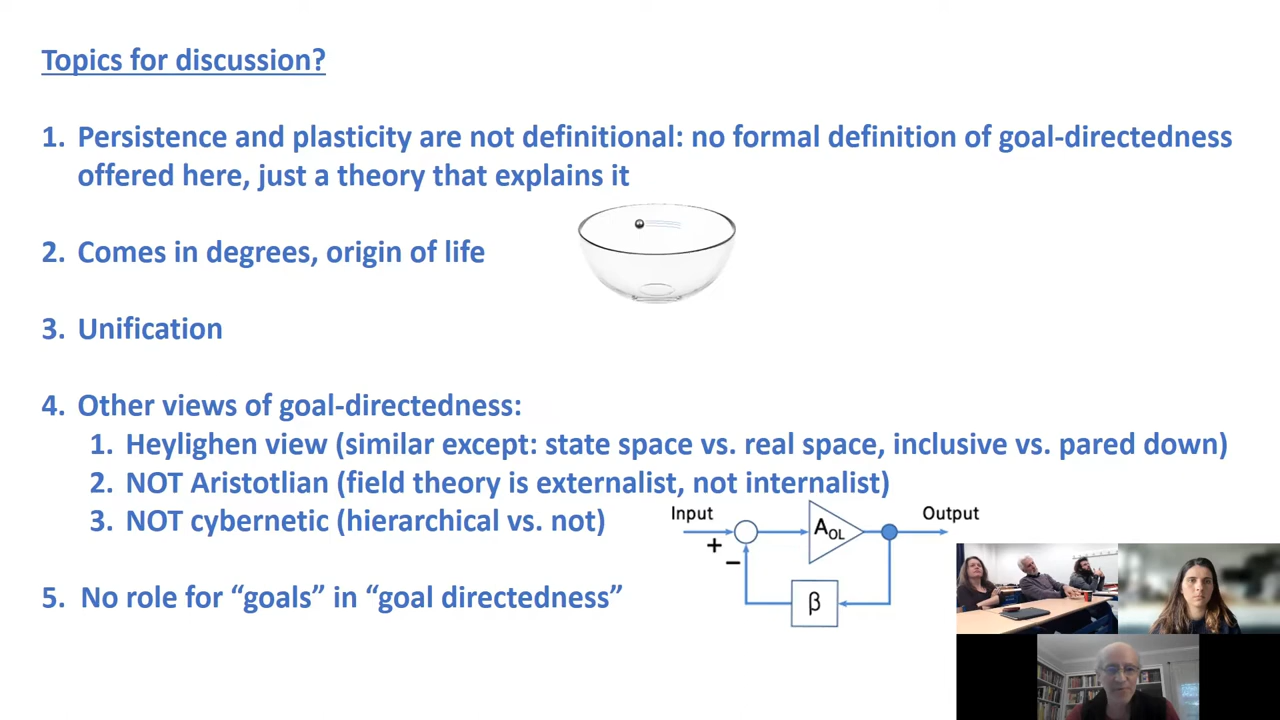 Topics for discussion?
1. Persistence and plasticity are not definitional: no formal definition of goal-directedness
offered here, just a theory that explains it
2. Comes in degrees, origin of life
3. Unification
4. Other views of goal-directedness:
1. Heylighen view (similar except: state space vs. real space, inclusive vs. pared down)
2. NOT Aristotlian (field theory is externalist, not internalist)
3. NOT cybernetic (hierarchical vs. not)
Input
Output
+
−
AOL
β
5. No role for “goals” in “goal directedness”